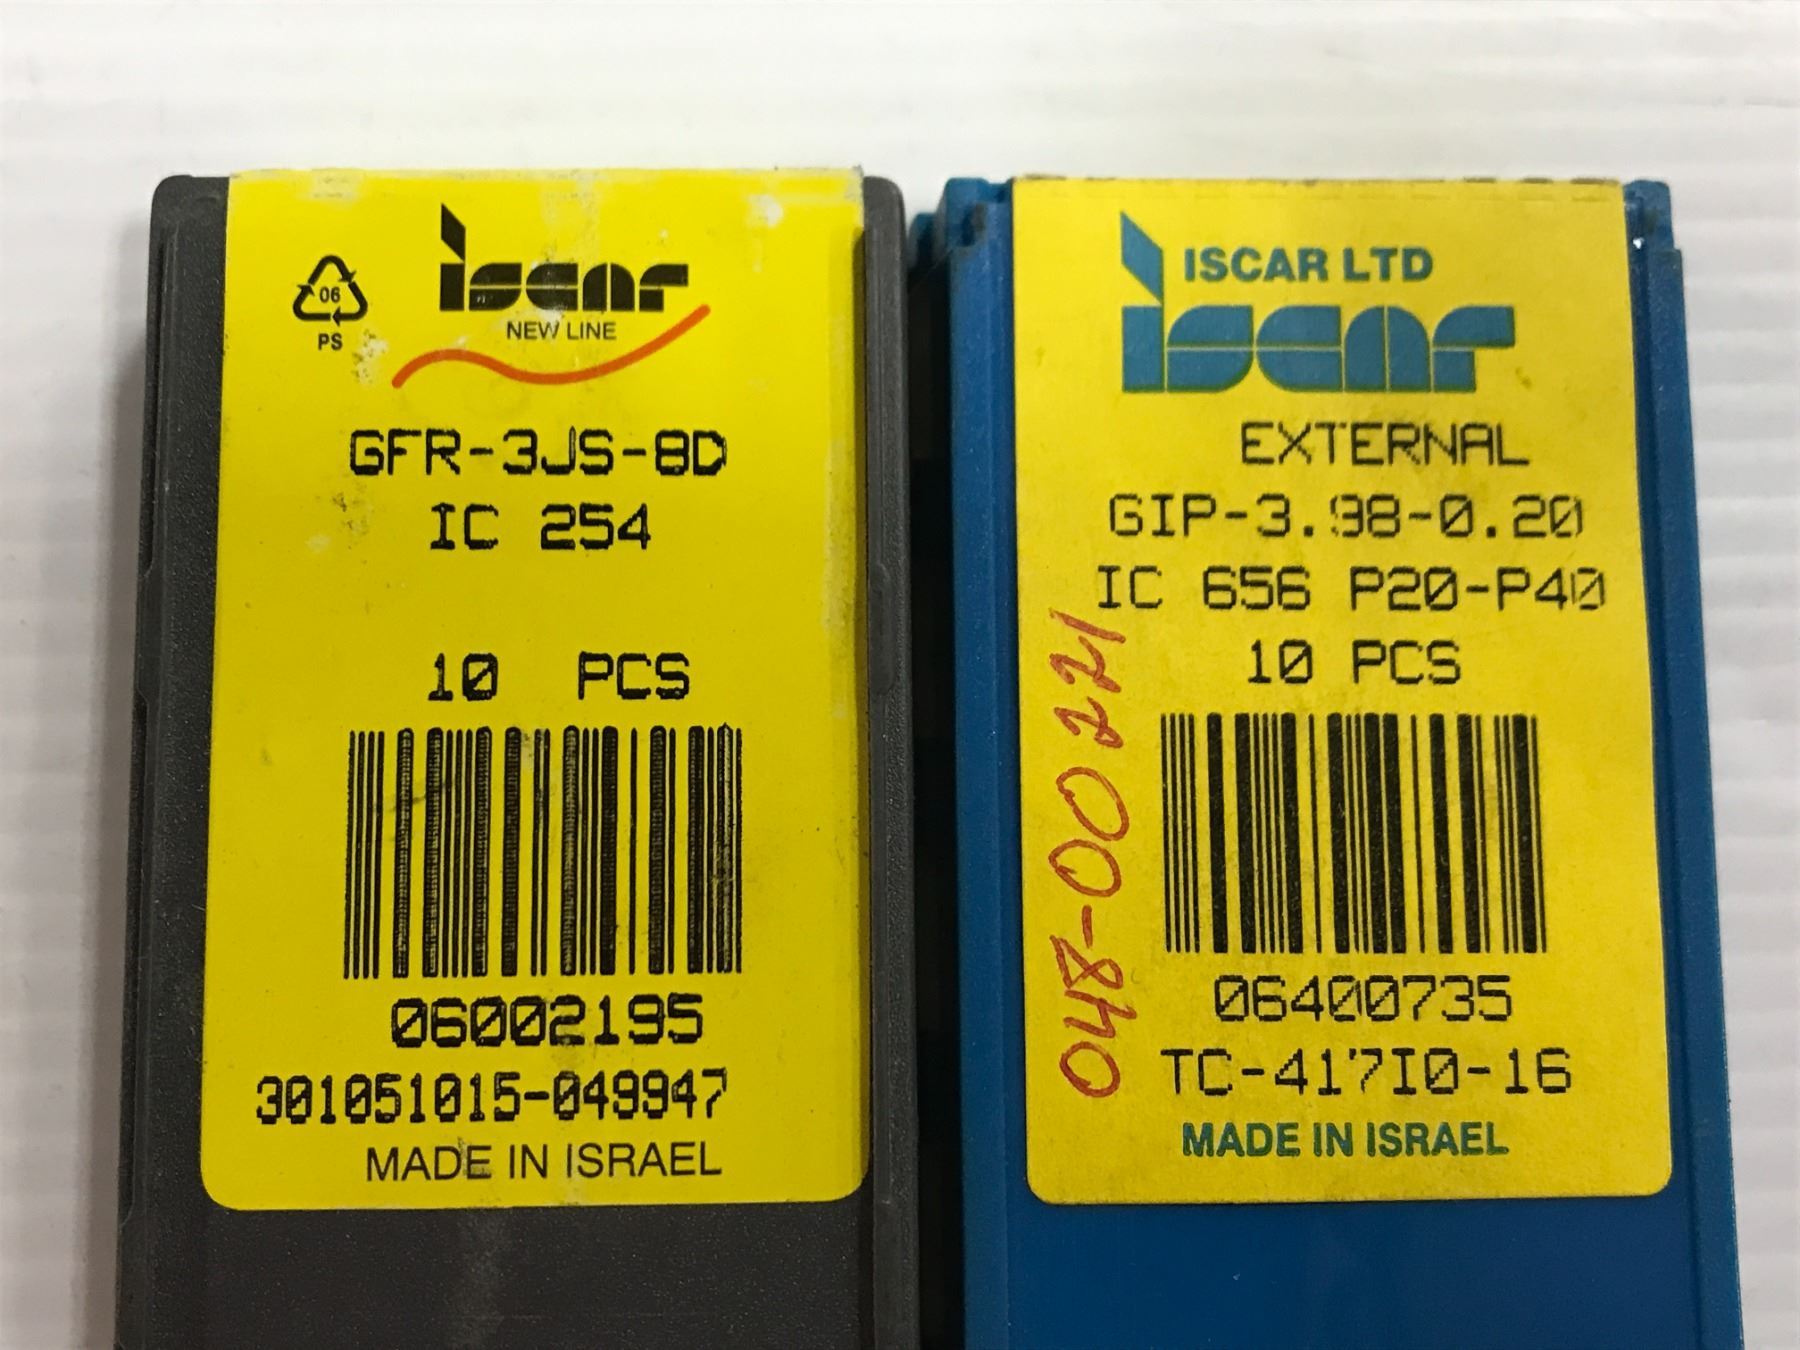 06
PS
iscar
NEW LINE
GFR-3JS-8D
IC 254
10 PCS
06002195
301051015-049947
MADE IN ISRAEL
ISCAR LTD
iscar
EXTERNAL
GIP-3.98-0.20
IC 656 P20-P40
10 PCS
048-00221
06400735
TC-417I0-16
MADE IN ISRAEL